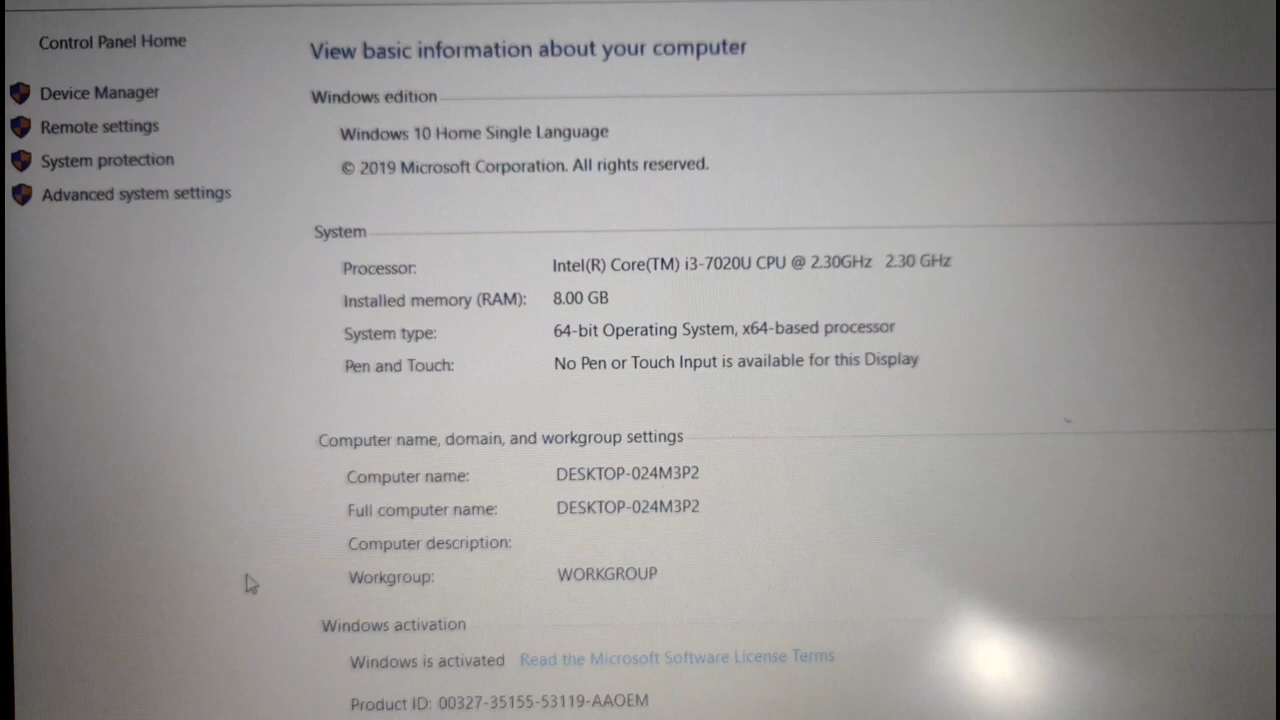 Control Panel Home
Device Manager
Remote settings
System protection
Advanced system settings
View basic information about your computer
Windows edition
Windows 10 Home Single Language
© 2019 Microsoft Corporation. All rights reserved.
System
Processor: Intel(R) Core(TM) i3-7020U CPU @ 2.30GHz 2.30 GHz
Installed memory (RAM): 8.00 GB
System type: 64-bit Operating System, x64-based processor
Pen and Touch: No Pen or Touch Input is available for this Display
Computer name, domain, and workgroup settings
Computer name: DESKTOP-024M3P2
Full computer name: DESKTOP-024M3P2
Computer description:
Workgroup: WORKGROUP
Windows activation
Windows is activated Read the Microsoft Software License Terms
Product ID: 00327-35155-53119-AAOEM